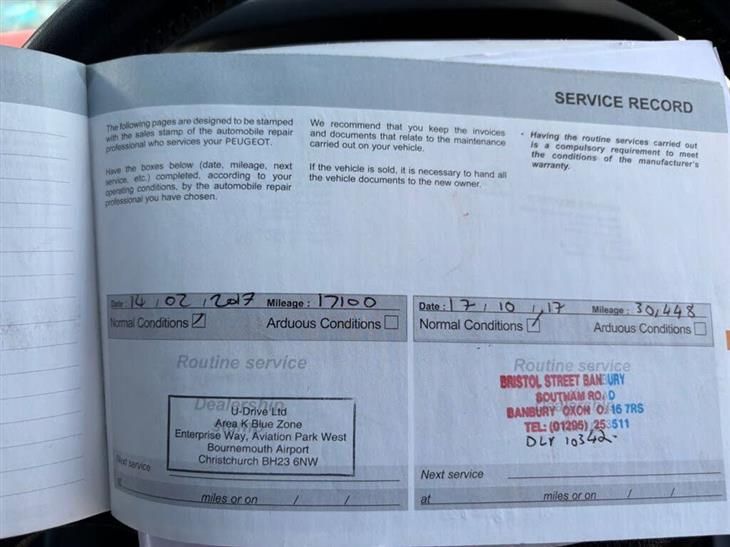 SERVICE RECORD
The following pages are designed to be stamped
with the sales stamp of the automobile repair
professional who services your PEUGEOT.
Have the boxes below (date, mileage, next
service, etc.) completed, according to your
operating conditions, by the automobile repair
professional you have chosen.
We recommend that you keep the invoices
and documents that relate to the maintenance
carried out on your vehicle.
If the vehicle is sold, it is necessary to hand all
the vehicle documents to the new owner.
• Having the routine services carried out
is a compulsory requirement to meet
the conditions of the manufacturer's
warranty.
Date: 14 / 02 / 2017 Mileage: 17100
Normal Conditions ☑ Arduous Conditions ☐
Routine service
Dealership
U-Drive Ltd
Area K Blue Zone
Enterprise Way, Aviation Park West
Bournemouth Airport
Christchurch BH23 6NW
Next service
at miles or on / /
Date: 17 / 10 / 17 Mileage: 30,448
Normal Conditions ☑ Arduous Conditions ☐
Routine service
BRISTOL STREET BANBURY
SOUTHAM ROAD
BANBURY OXON OX16 7RS
TEL: (01295) 253511
10342-
Next service
at miles or on / /